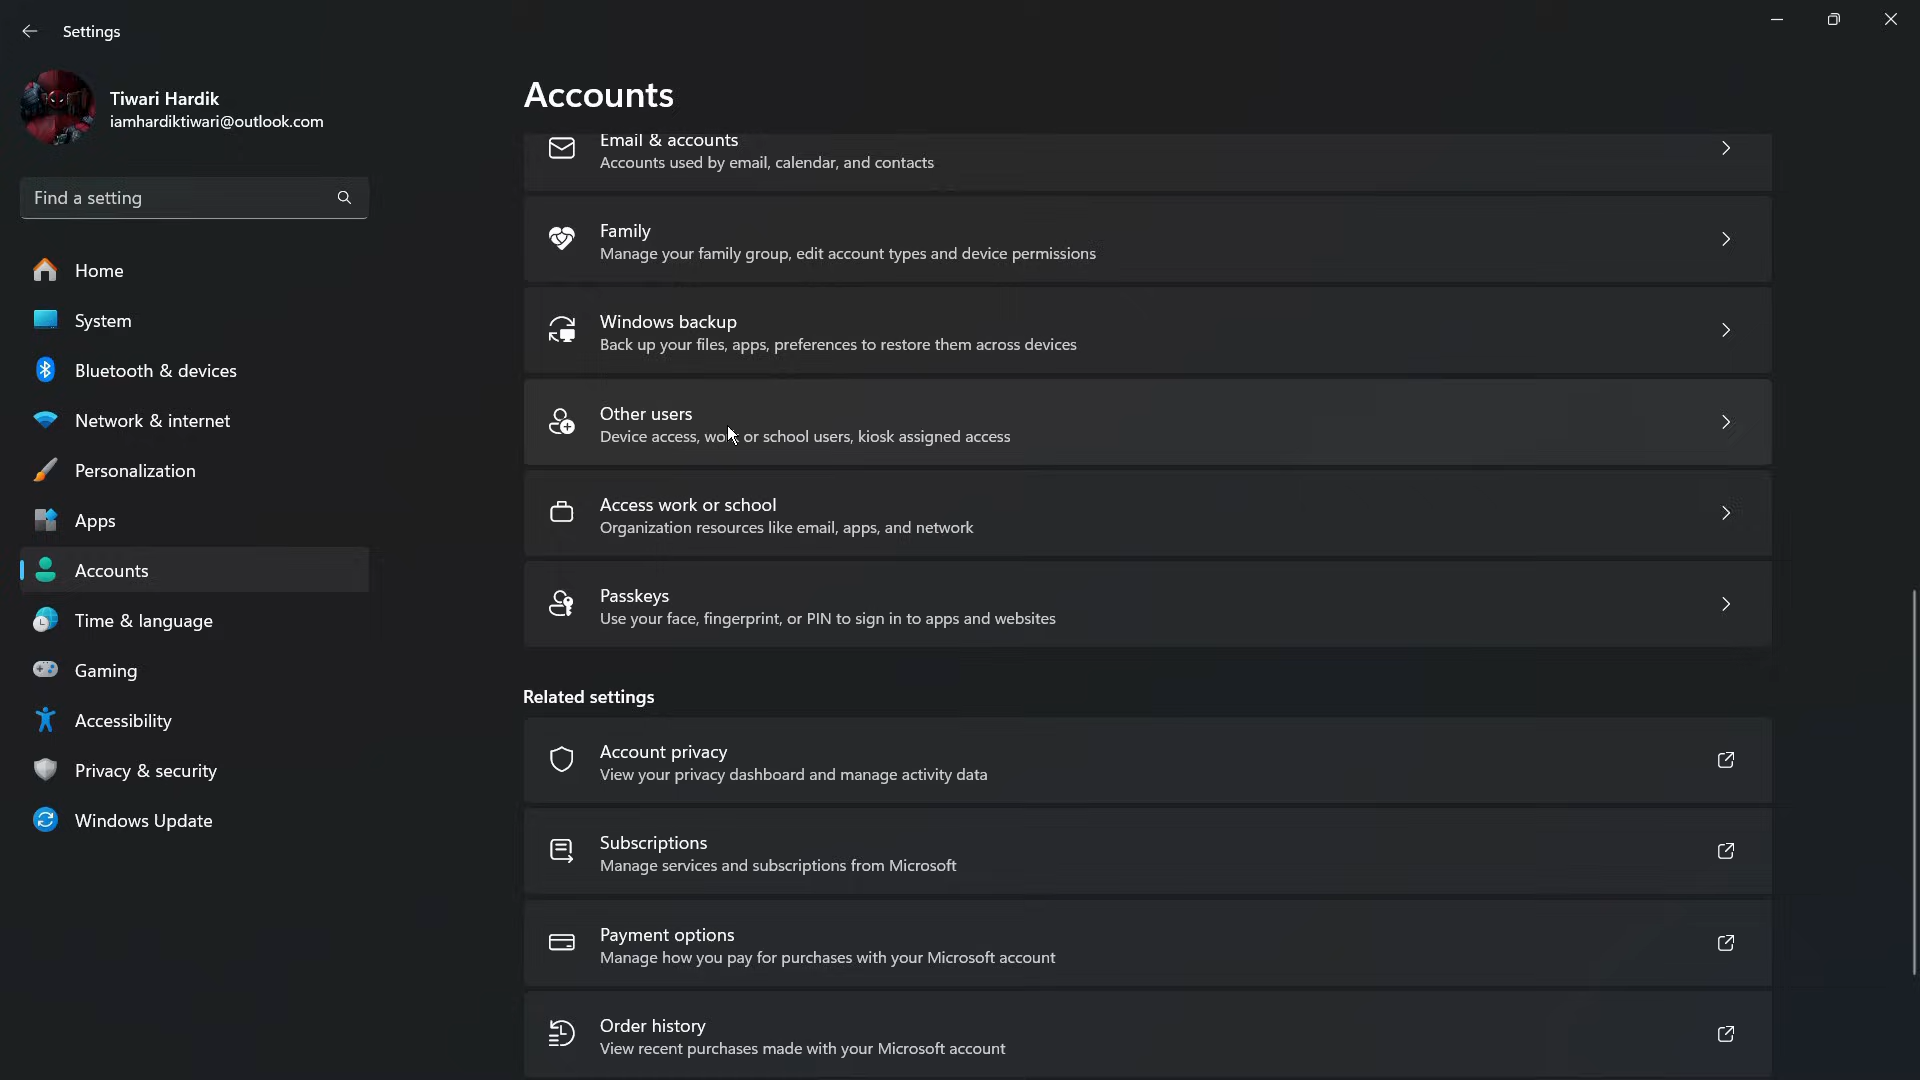 Settings
Tiwari Hardik
iamhardiktiwari@outlook.com
Find a setting
Home
System
Bluetooth & devices
Network & internet
Personalization
Apps
Accounts
Time & language
Gaming
Accessibility
Privacy & security
Windows Update
Accounts
Email & accounts
Accounts used by email, calendar, and contacts
Family
Manage your family group, edit account types and device permissions
Windows backup
Back up your files, apps, preferences to restore them across devices
Other users
Device access, work or school users, kiosk assigned access
Access work or school
Organization resources like email, apps, and network
Passkeys
Use your face, fingerprint, or PIN to sign in to apps and websites
Related settings
Account privacy
View your privacy dashboard and manage activity data
Subscriptions
Manage services and subscriptions from Microsoft
Payment options
Manage how you pay for purchases with your Microsoft account
Order history
View recent purchases made with your Microsoft account